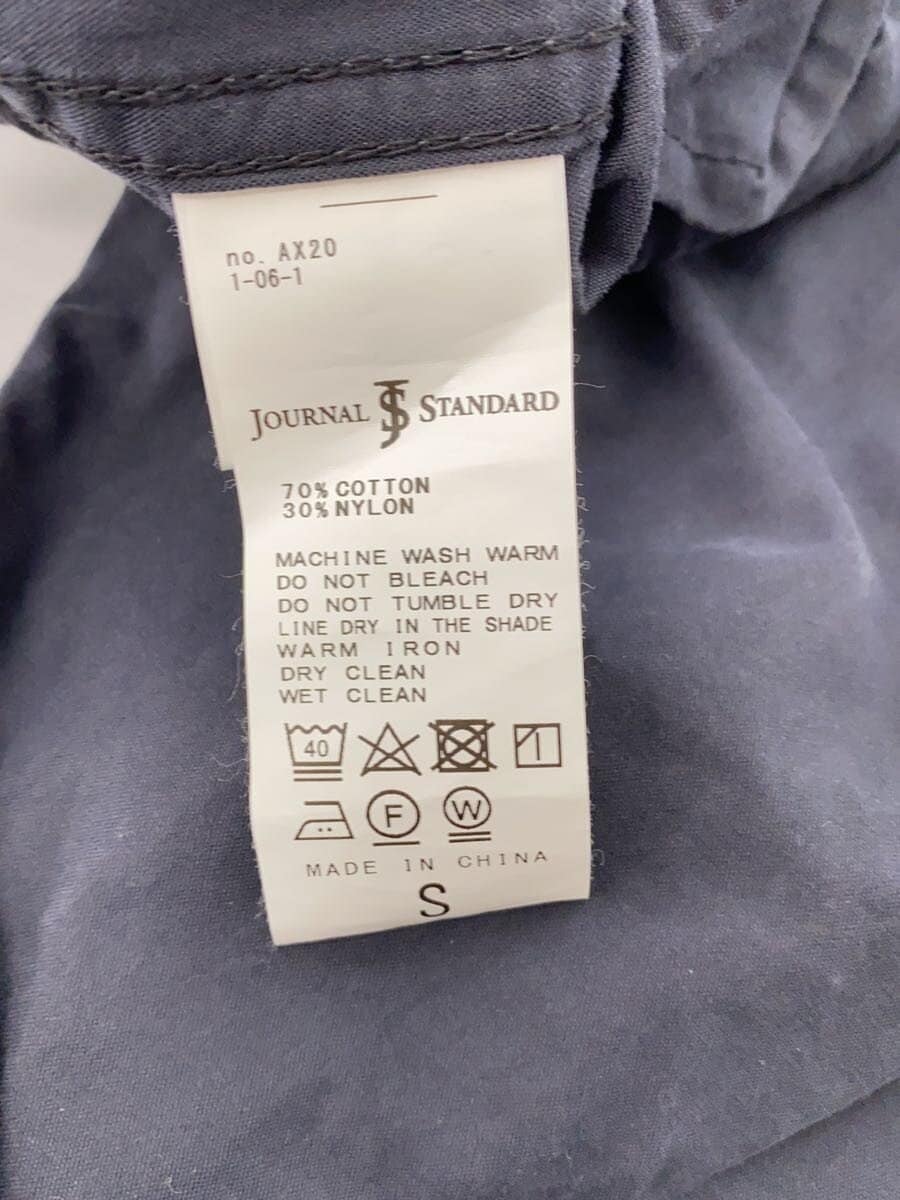 no. AX20
1-06-1
JOURNAL JS STANDARD
70% COTTON
30% NYLON
MACHINE WASH WARM
DO NOT BLEACH
DO NOT TUMBLE DRY
LINE DRY IN THE SHADE
WARM IRON
DRY CLEAN
WET CLEAN
40
F W
MADE IN CHINA
S